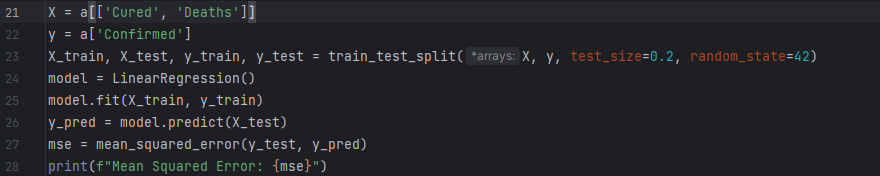 21 X = a[['Cured', 'Deaths']]
22 y = a['Confirmed']
23 X_train, X_test, y_train, y_test = train_test_split( *arrays: X, y, test_size=0.2, random_state=42)
24 model = LinearRegression()
25 model.fit(X_train, y_train)
26 y_pred = model.predict(X_test)
27 mse = mean_squared_error(y_test, y_pred)
28 print(f"Mean Squared Error: {mse}")